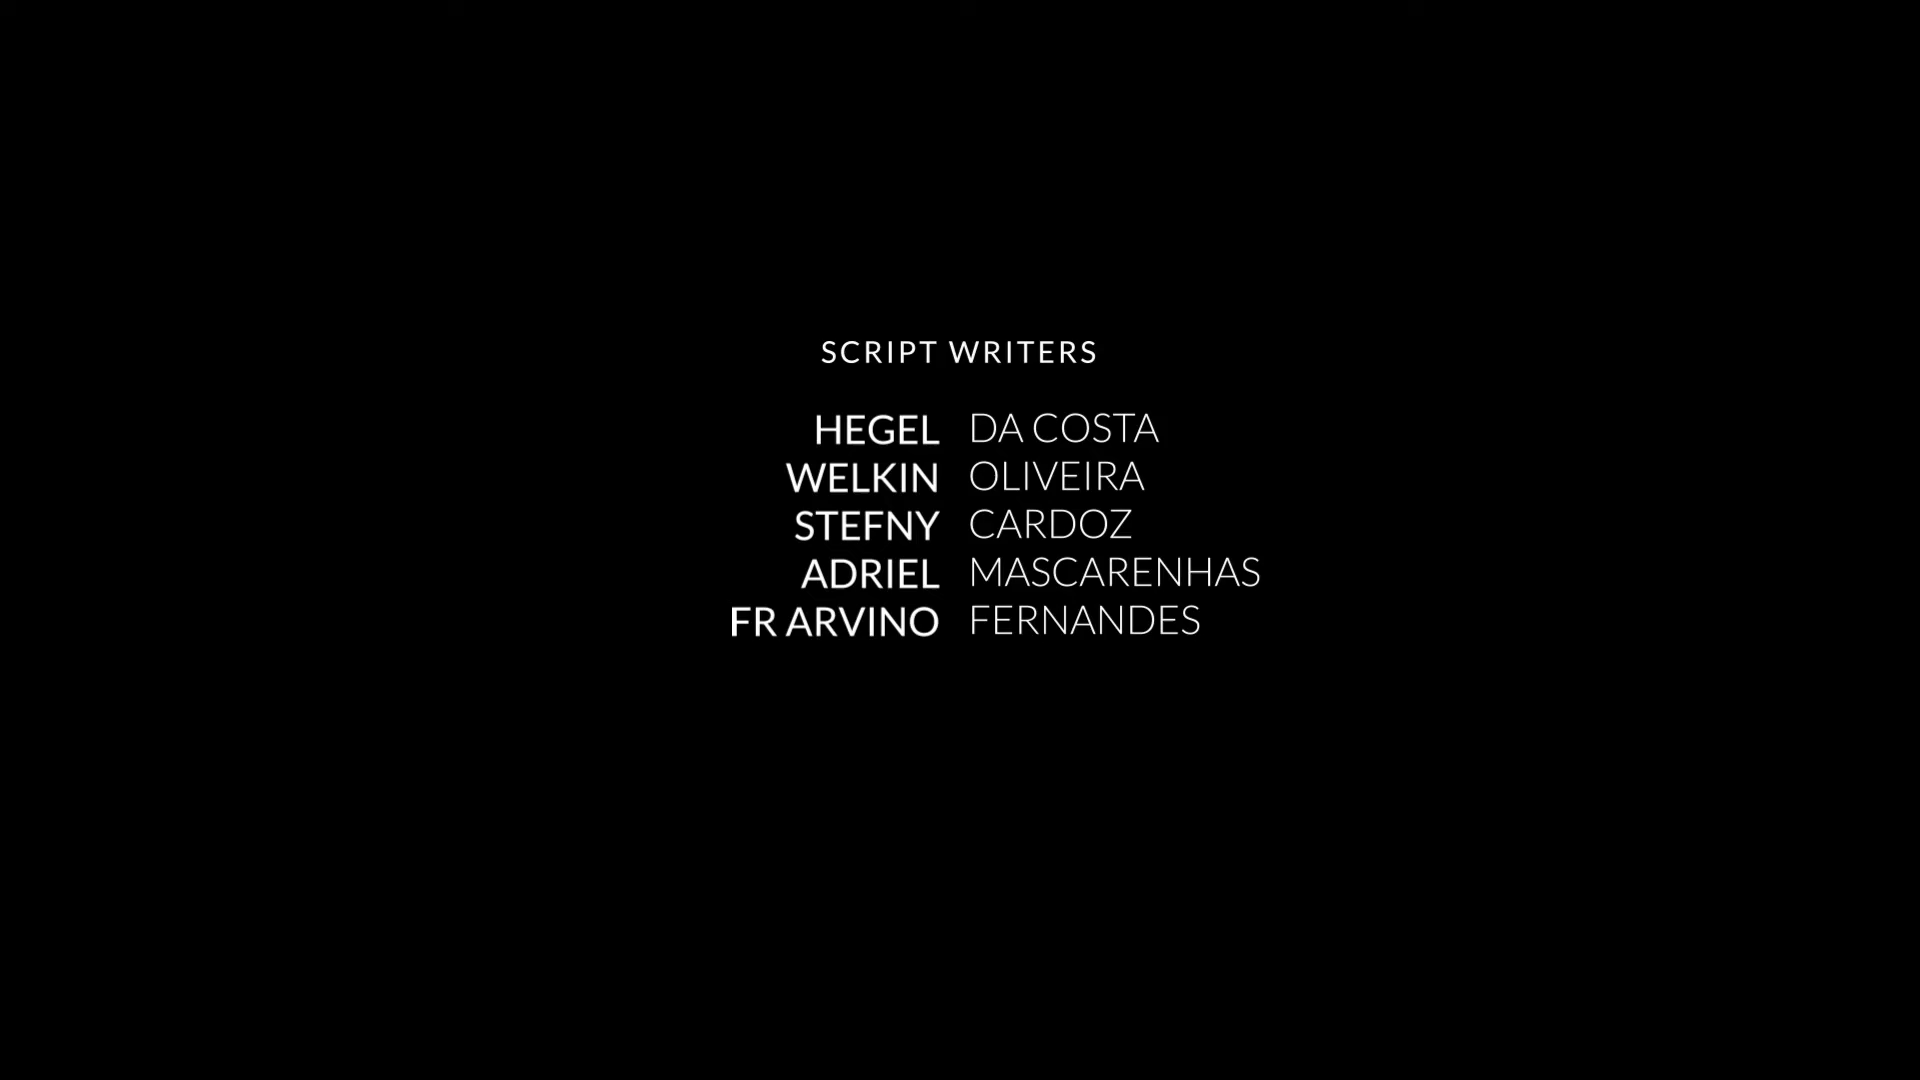 SCRIPT WRITERS
HEGEL DA COSTA
WELKIN OLIVEIRA
STEFNY CARDOZ
ADRIEL MASCARENHAS
FR ARVINO FERNANDES